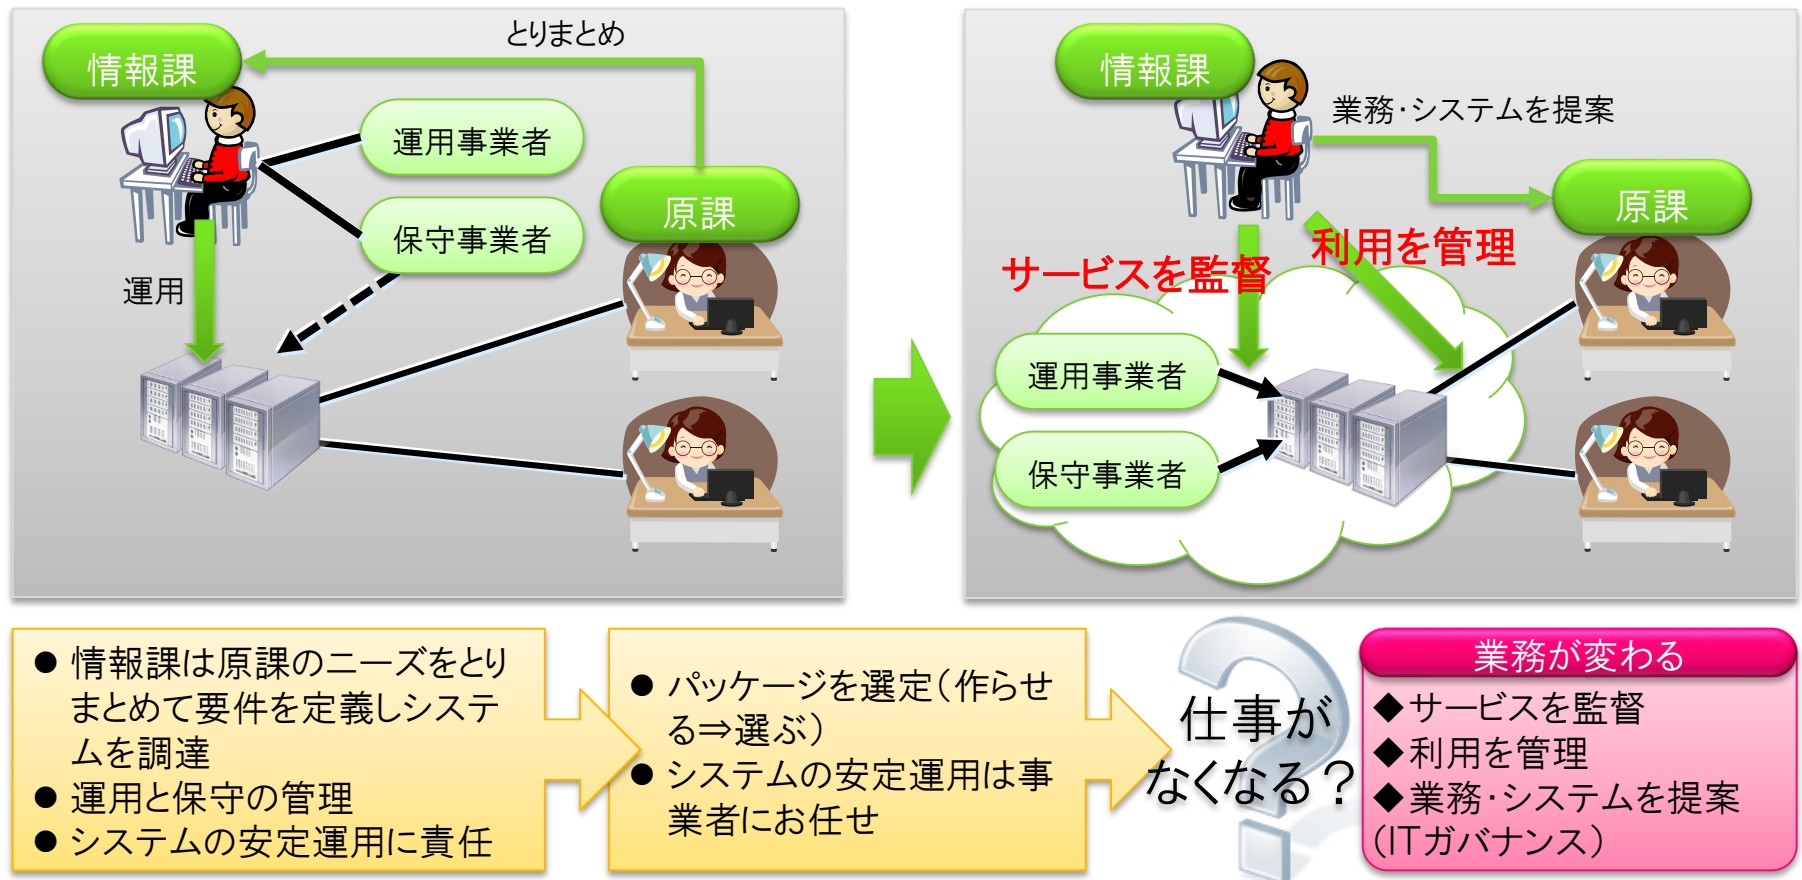 とりまとめ
情報課
運用事業者
保守事業者
原課
運用
情報課
業務・システムを提案
原課
利用を管理
サービスを監督
運用事業者
保守事業者
● 情報課は原課のニーズをとり
まとめて要件を定義しシステ
ムを調達
● 運用と保守の管理
● システムの安定運用に責任
● パッケージを選定（作らせ
る⇒選ぶ）
● システムの安定運用は事
業者にお任せ
仕事が
なくなる？
業務が変わる
◆サービスを監督
◆利用を管理
◆業務・システムを提案
（ITガバナンス）